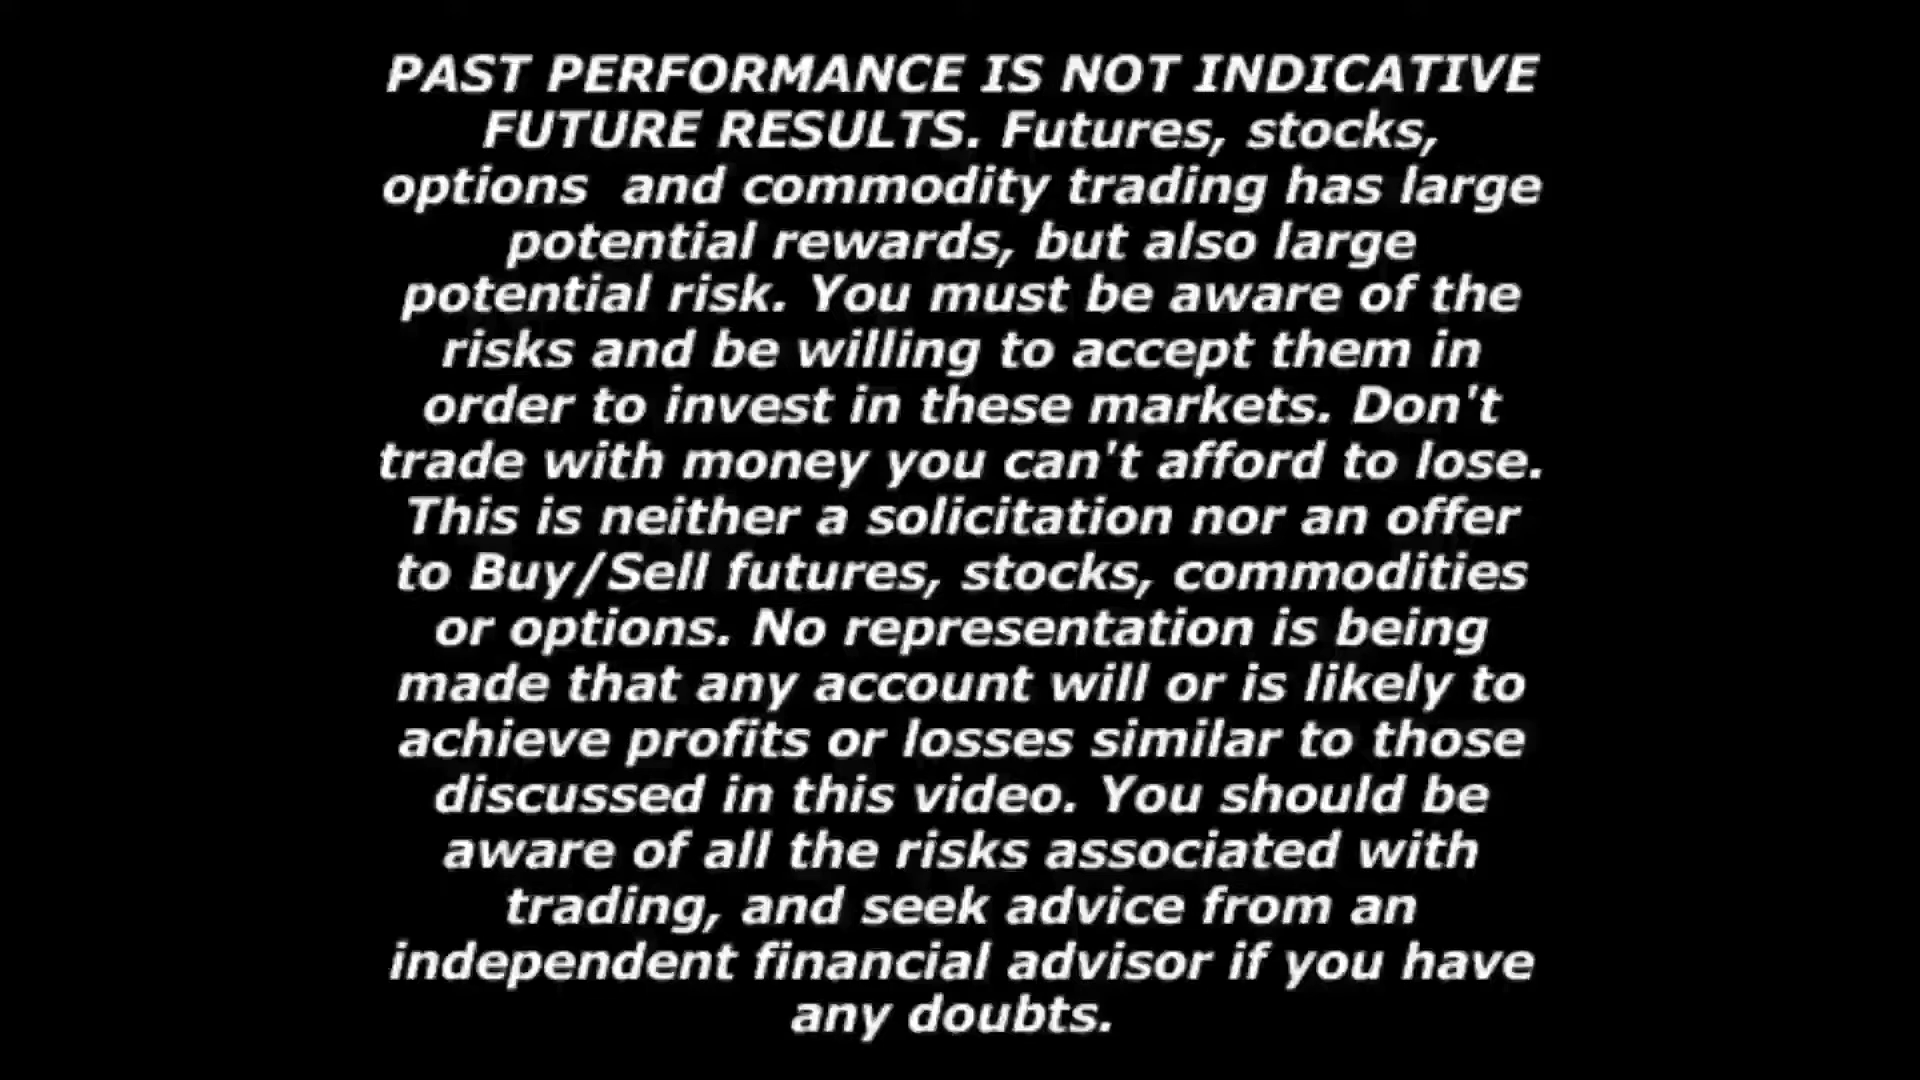 PAST PERFORMANCE IS NOT INDICATIVE
FUTURE RESULTS. Futures, stocks,
options  and commodity trading has large
potential rewards, but also large
potential risk. You must be aware of the
risks and be willing to accept them in
order to invest in these markets. Don't
trade with money you can't afford to lose.
This is neither a solicitation nor an offer
to Buy/Sell futures, stocks, commodities
or options. No representation is being
made that any account will or is likely to
achieve profits or losses similar to those
discussed in this video. You should be
aware of all the risks associated with
trading, and seek advice from an
independent financial advisor if you have
any doubts.